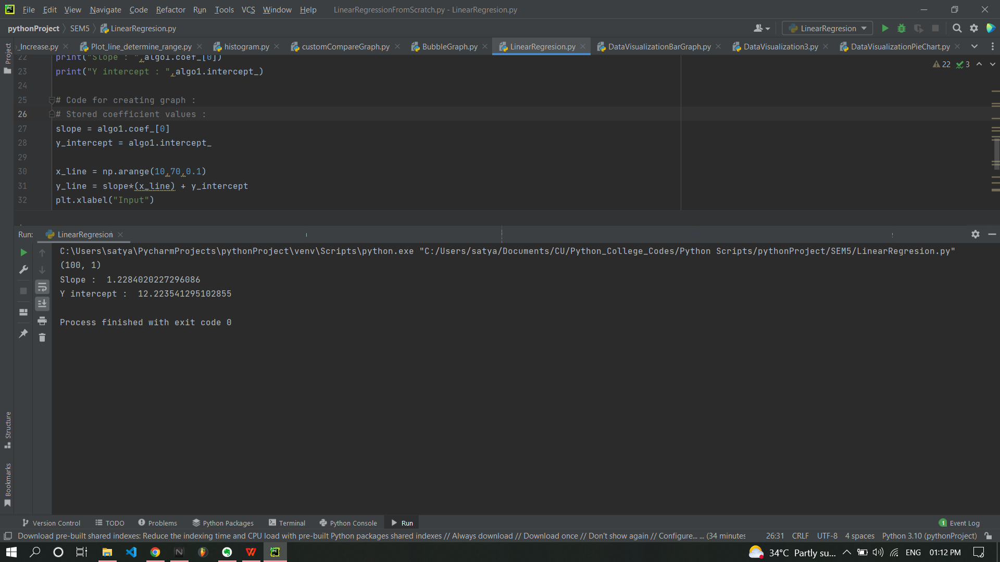 File Edit View Navigate Code Refactor Run Tools VCS Window Help LinearRegressionFromScratch.py - LinearRegresion.py
pythonProject SEM5 LinearRegresion.py LinearRegresion
_Increase.py Plot_line_determine_range.py histogram.py customCompareGraph.py BubbleGraph.py LinearRegresion.py DataVisualizationBarGraph.py DataVisualization3.py DataVisualizationPieChart.py
Project
22 print("Slope : ",algo1.coef_[0])
22 3
23 print("Y intercept : ",algo1.intercept_)
24
25 # Code for creating graph :
26 # Stored coefficient values :
27 slope = algo1.coef_[0]
28 y_intercept = algo1.intercept_
29
30 x_line = np.arange(10,70,0.1)
31 y_line = slope*(x_line) + y_intercept
32 plt.xlabel("Input")
Run: LinearRegresion
C:\Users\satya\PycharmProjects\pythonProject\venv\Scripts\python.exe "C:/Users/satya/Documents/CU/Python_College_Codes/Python Scripts/pythonProject/SEM5/LinearRegresion.py"
(100, 1)
Slope :  1.2284020227296086
Y intercept :  12.223541295102855
Process finished with exit code 0
Structure
Bookmarks
Version Control TODO Problems Python Packages Terminal Python Console Run 1 Event Log
Download pre-built shared indexes: Reduce the indexing time and CPU load with pre-built Python packages shared indexes // Always download // Download once // Don't show again // Configure... ... (34 minutes 26:31 CRLF UTF-8 4 spaces Python 3.10 (pythonProject)
34°C Partly su... ENG 01:12 PM